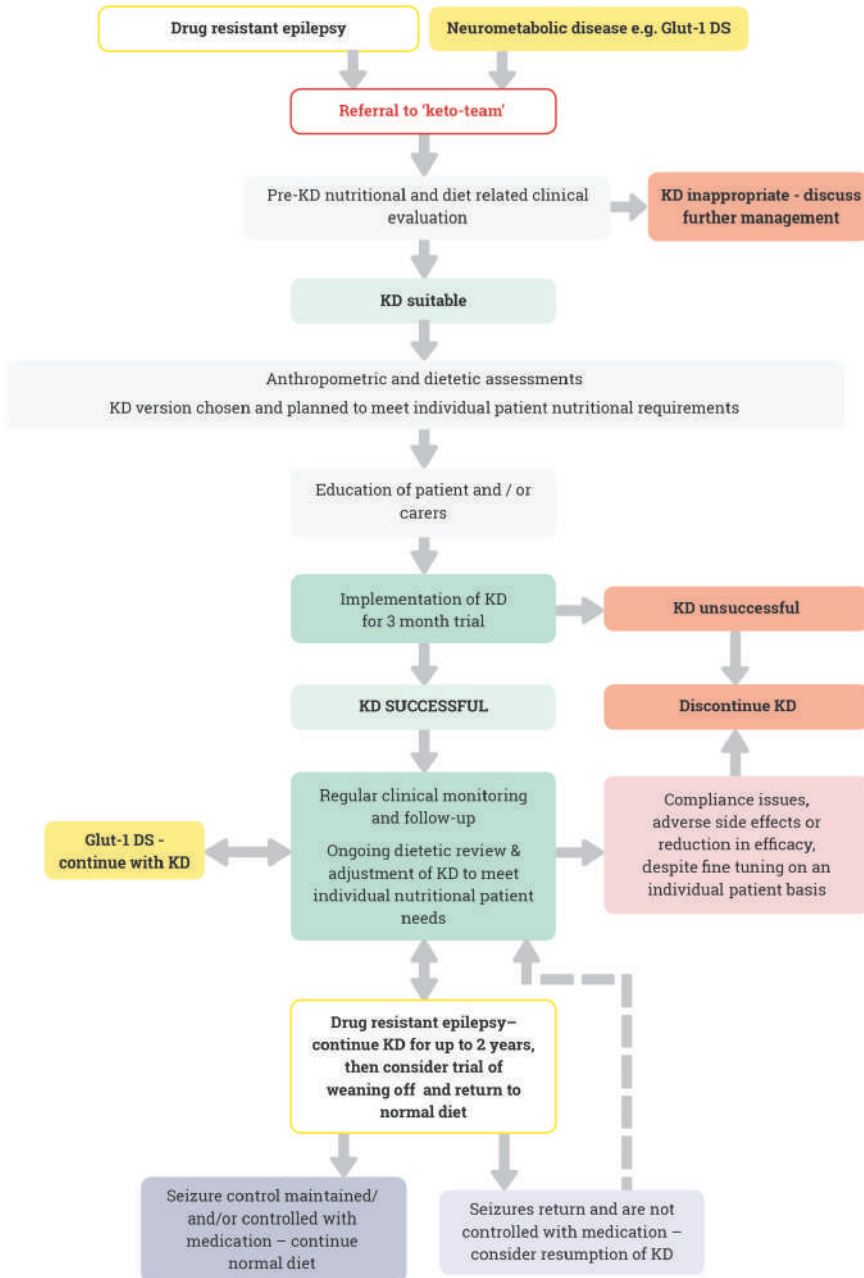 Drug resistant epilepsy
Neurometabolic disease e.g. Glut-1 DS
Referral to ‘keto-team’
Pre-KD nutritional and diet related clinical
evaluation
KD inappropriate - discuss
further management
KD suitable
Anthropometric and dietetic assessments
KD version chosen and planned to meet individual patient nutritional requirements
Education of patient and / or
carers
Implementation of KD
for 3 month trial
KD unsuccessful
KD SUCCESSFUL
Discontinue KD
Regular clinical monitoring
and follow-up
Ongoing dietetic review &
adjustment of KD to meet
individual nutritional patient
needs
Glut-1 DS -
continue with KD
Compliance issues,
adverse side effects or
reduction in efficacy,
despite fine tuning on an
individual patient basis
Drug resistant epilepsy–
continue KD for up to 2 years,
then consider trial of
weaning off and return to
normal diet
Seizure control maintained/
and/or controlled with
medication – continue
normal diet
Seizures return and are not
controlled with medication –
consider resumption of KD